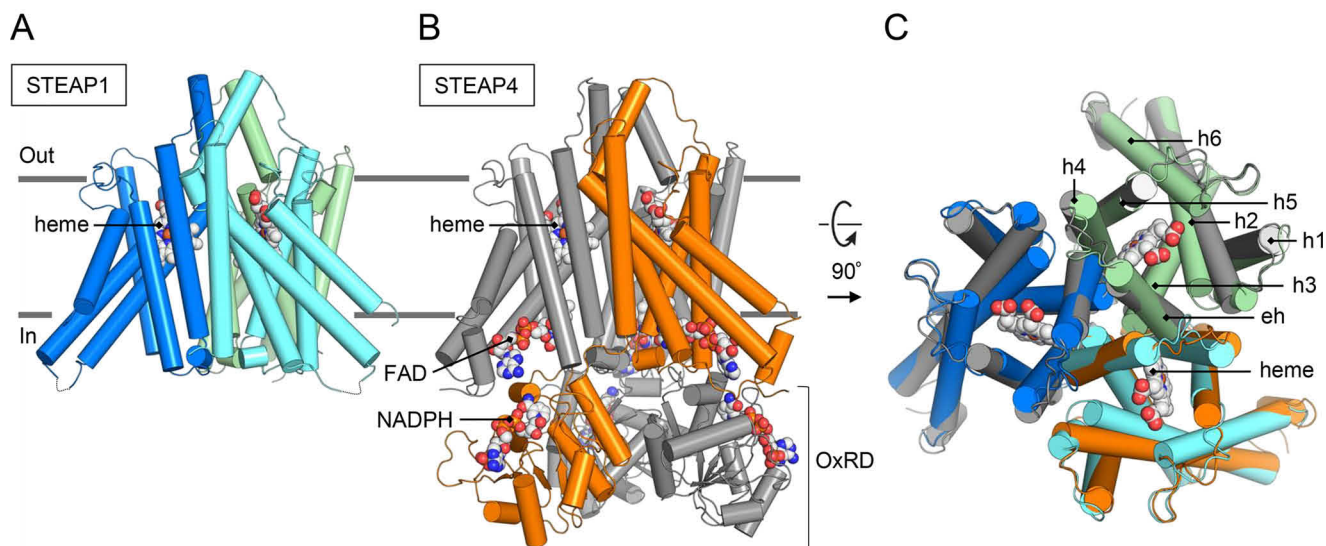 A
STEAP1
Out
heme
In
B
STEAP4
heme
FAD
NADPH
OxRD
90°
C
h6
h4
h5
h2
h1
h3
eh
heme